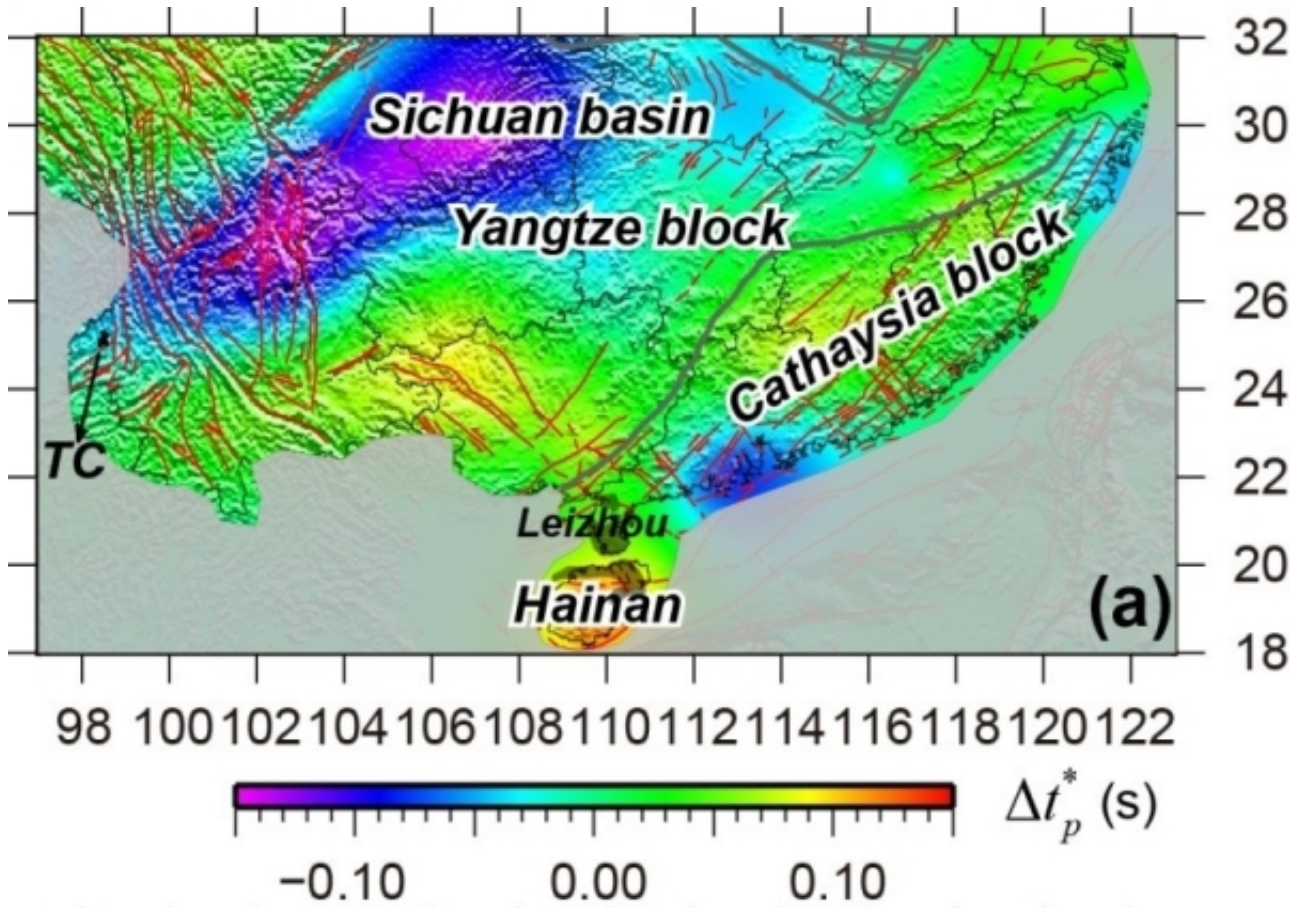 32
Sichuan basin
30
Yangtze block
28
Cathaysia block
26
24
TC
22
Leizhou
20
Hainan
(a)
18
98 100 102 104 106 108 110 112 114 116 118 120 122
Δt*p (s)
−0.10 0.00 0.10